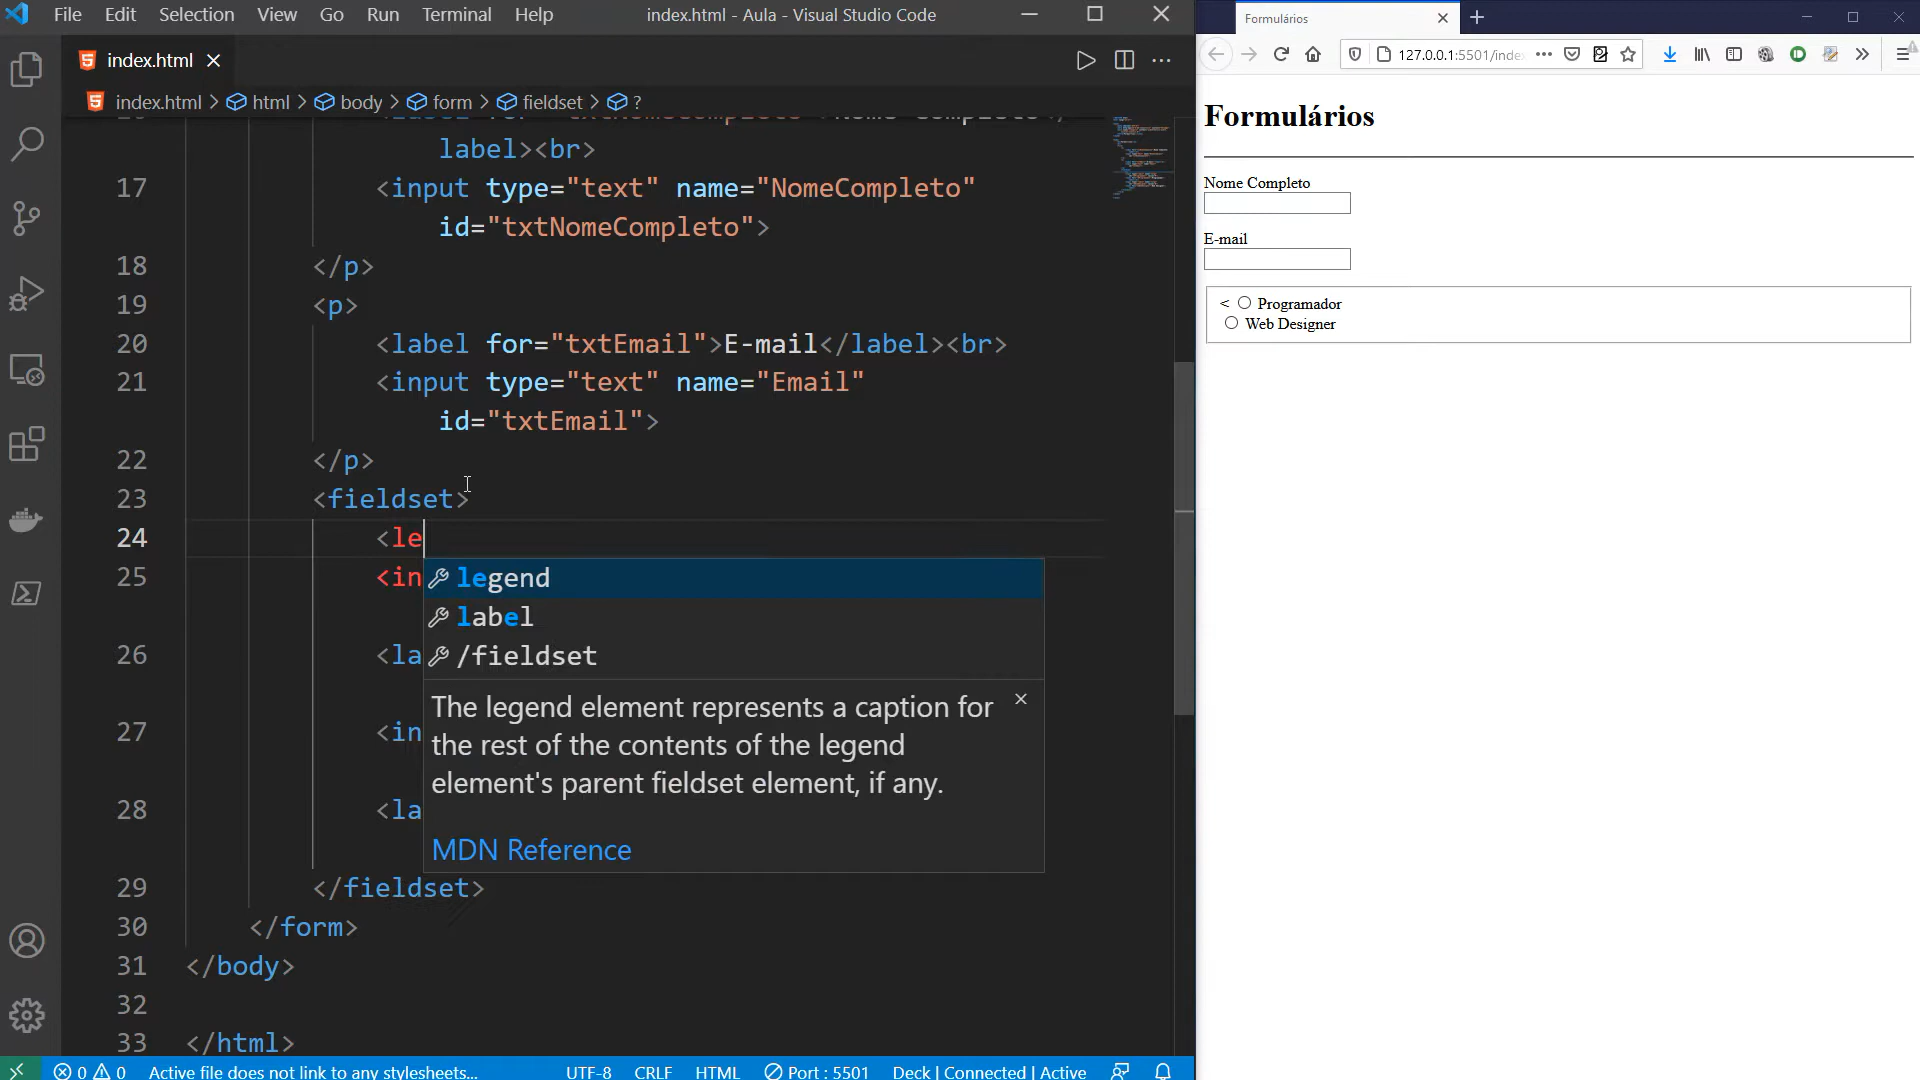 File Edit Selection View Go Run Terminal Help index.html - Aula - Visual Studio Code
index.html
index.html > html > body > form > fieldset > ?
label><br>
17 <input type="text" name="NomeCompleto"
id="txtNomeCompleto">
18 </p>
19 <p>
20 <label for="txtEmail">E-mail</label><br>
21 <input type="text" name="Email"
id="txtEmail">
22 </p>
23 <fieldset>
24 <le
25 <in
legend
label
26 <la
/fieldset
The legend element represents a caption for
27 <in
the rest of the contents of the legend
element's parent fieldset element, if any.
28 <la
MDN Reference
29 </fieldset>
30 </form>
31 </body>
32
33 </html>
0 0 Active file does not link to any stylesheets... UTF-8 CRLF HTML Port : 5501 Deck | Connected | Active
Formulários
127.0.0.1:5501/inde
Formulários
Nome Completo
E-mail
< Programador
Web Designer